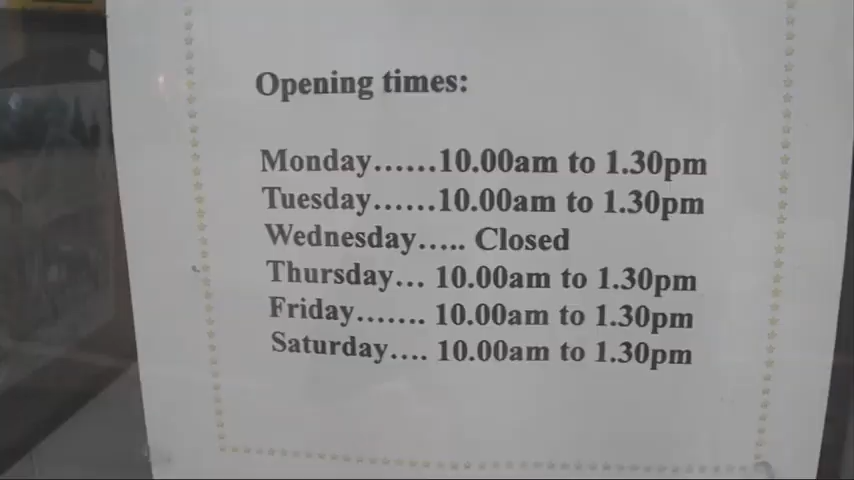 Opening times:
Monday......10.00am to 1.30pm
Tuesday......10.00am to 1.30pm
Wednesday..... Closed
Thursday... 10.00am to 1.30pm
Friday....... 10.00am to 1.30pm
Saturday.... 10.00am to 1.30pm